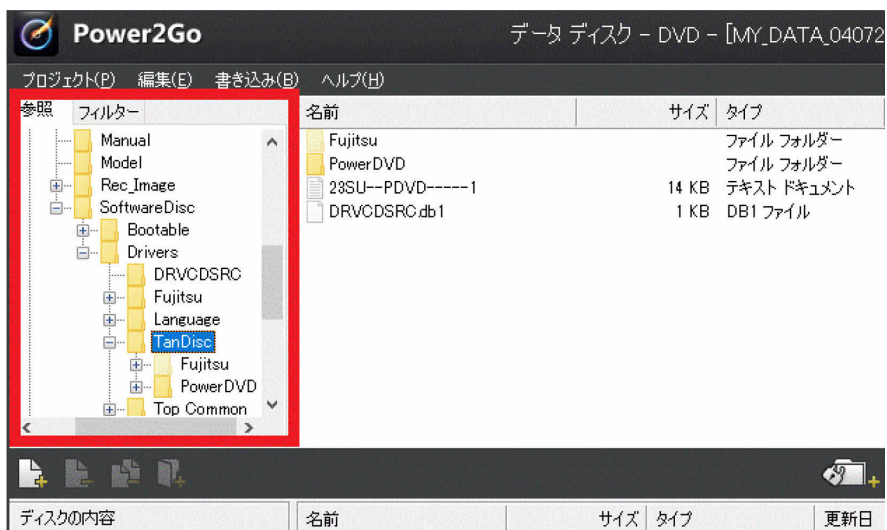 Power2Go データ ディスク - DVD - [MY_DATA_04072
プロジェクト(P) 編集(E) 書き込み(B) ヘルプ(H)
参照 フィルター
Manual
Model
Rec_Image
SoftwareDisc
Bootable
Drivers
DRVCDSRC
Fujitsu
Language
TanDisc
Fujitsu
PowerDVD
Top Common
名前 サイズ タイプ
Fujitsu ファイル フォルダー
PowerDVD ファイル フォルダー
23SU--PDVD-----1 14 KB テキスト ドキュメント
DRVCDSRC.db1 1 KB DB1 ファイル
ディスクの内容 名前 サイズ タイプ 更新日